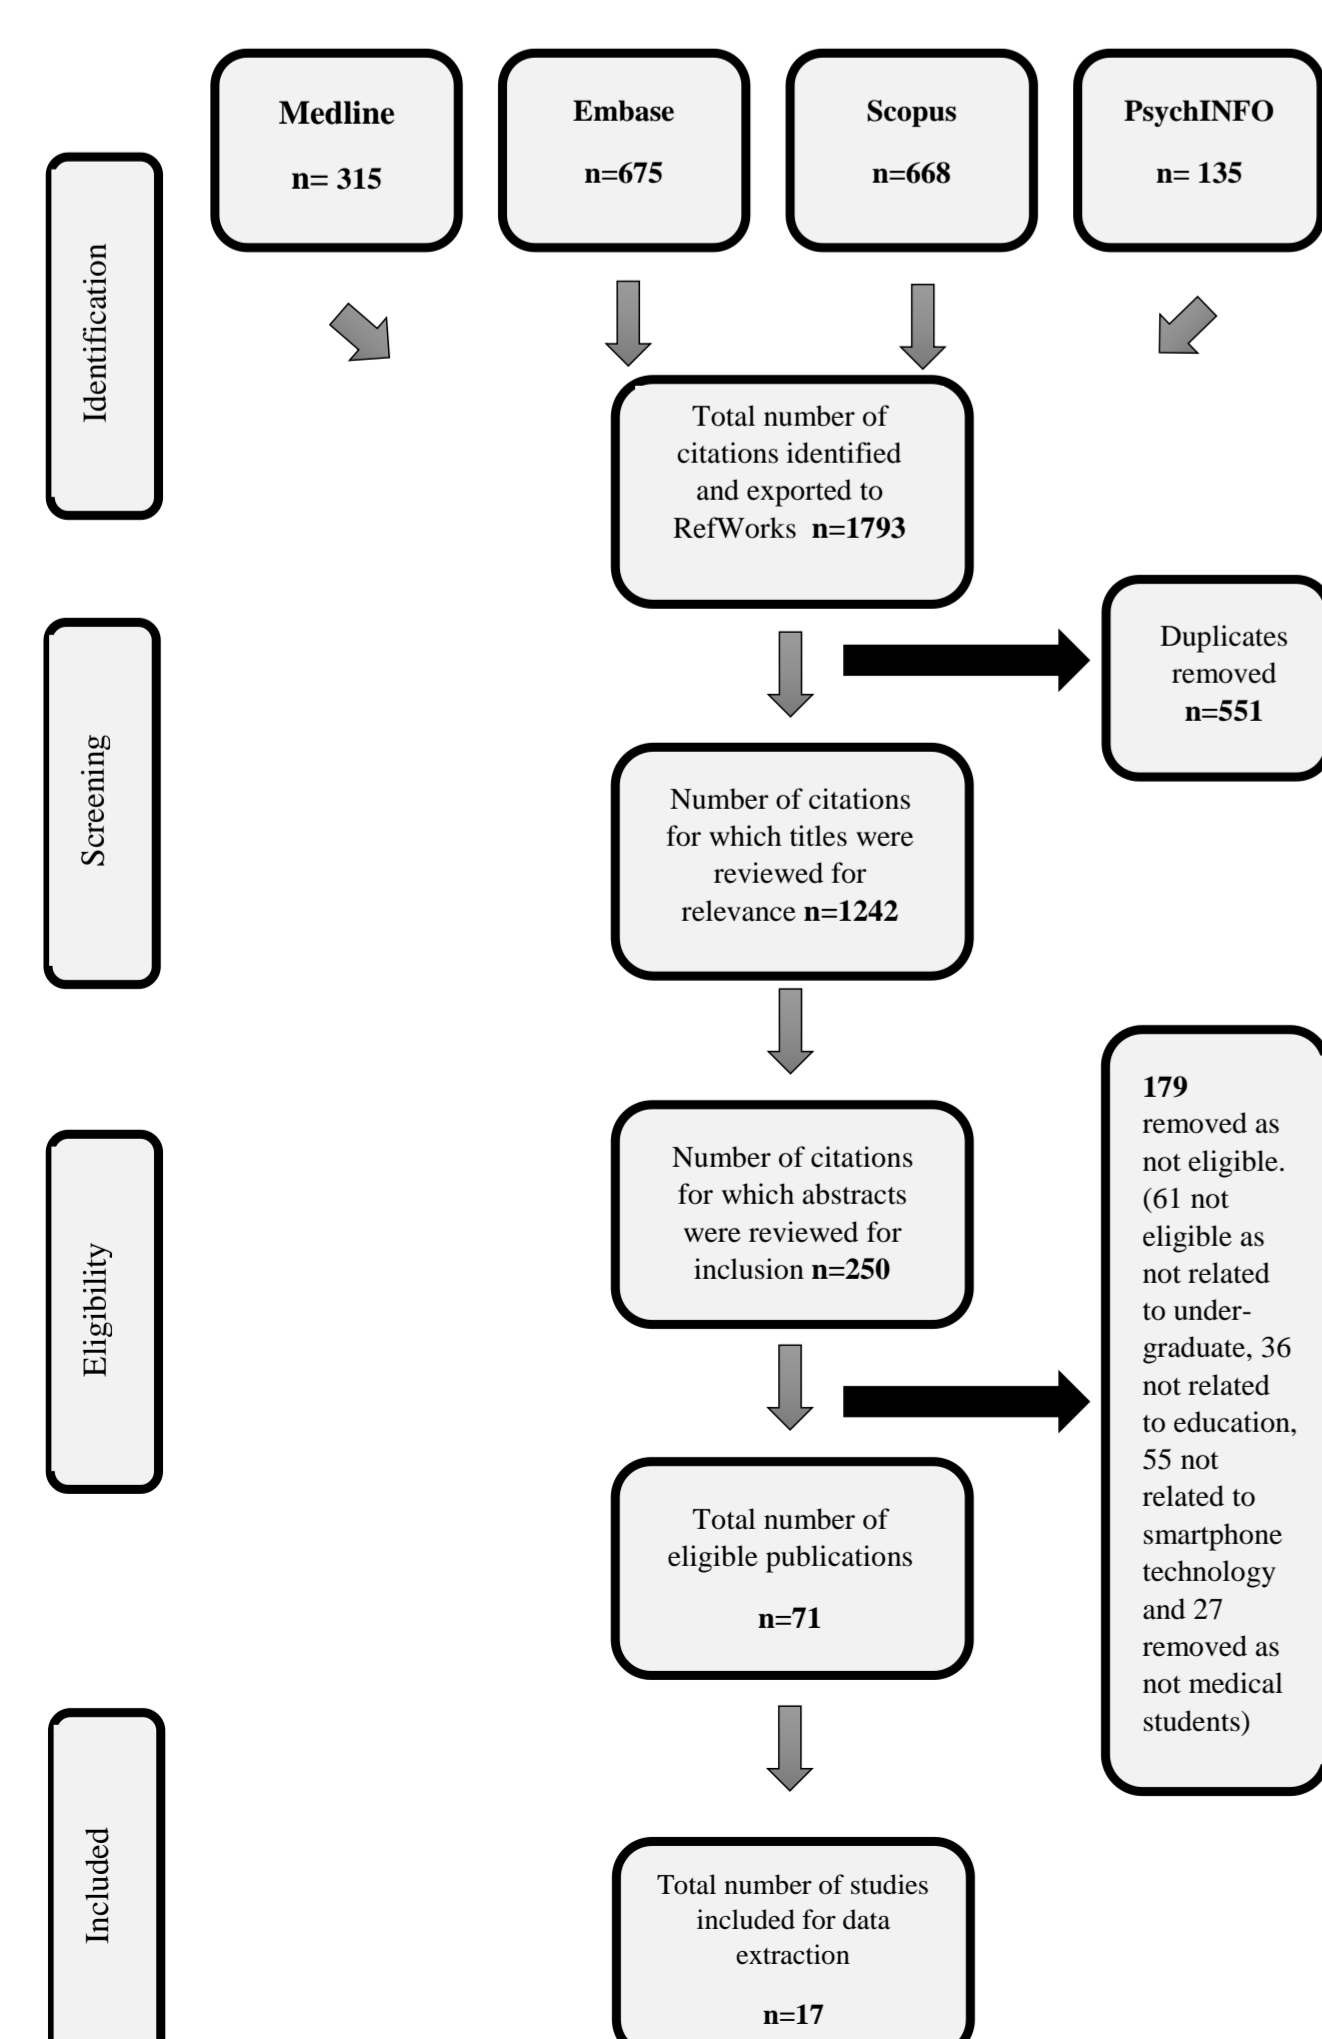 Medline
n= 315
Embase
n=675
Scopus
n=668
PsychINFO
n= 135
Identification
Total number of
citations identified
and exported to
RefWorks  n=1793
Duplicates
removed
n=551
Screening
Number of citations
for which titles were
reviewed for
relevance n=1242
Eligibility
Number of citations
for which abstracts
were reviewed for
inclusion n=250
179
removed as
not eligible.
(61 not
eligible as
not related
to under-
graduate, 36
not related
to education,
55 not
related to
smartphone
technology
and 27
removed as
not medical
students)
Total number of
eligible publications
n=71
Included
Total number of studies
included for data
extraction
n=17